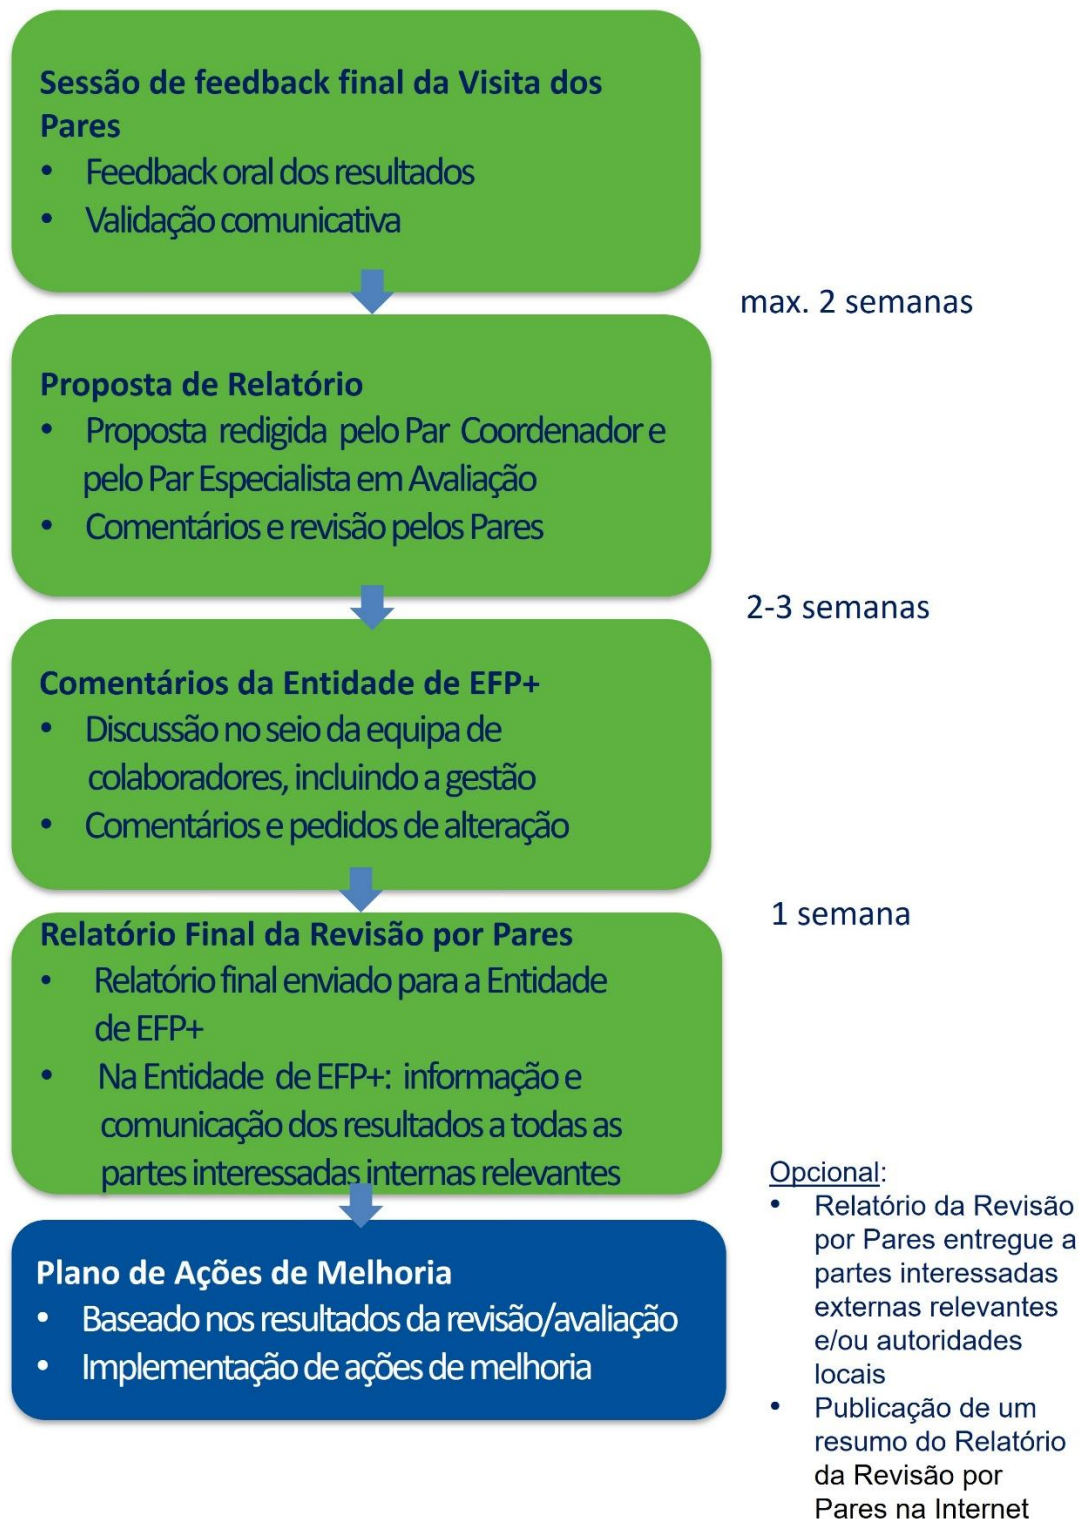 Sessão de feedback final da Visita dos
Pares
• Feedback oral dos resultados
• Validação comunicativa
max. 2 semanas
Proposta de Relatório
• Proposta redigida pelo Par Coordenador e
pelo Par Especialista em Avaliação
• Comentários e revisão pelos Pares
2-3 semanas
Comentários da Entidade de EFP+
• Discussão no seio da equipa de
colaboradores, incluindo a gestão
• Comentários e pedidos de alteração
1 semana
Relatório Final da Revisão por Pares
• Relatório final enviado para a Entidade
de EFP+
• Na Entidade de EFP+: informação e
comunicação dos resultados a todas as
partes interessadas internas relevantes
Plano de Ações de Melhoria
• Baseado nos resultados da revisão/avaliação
• Implementação de ações de melhoria
Opcional:
• Relatório da Revisão
por Pares entregue a
partes interessadas
externas relevantes
e/ou autoridades
locais
• Publicação de um
resumo do Relatório
da Revisão por
Pares na Internet